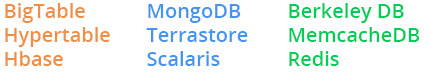 BigTable MongoDB Berkeley DB
Hypertable Terrastore MemcacheDB
Hbase Scalaris Redis